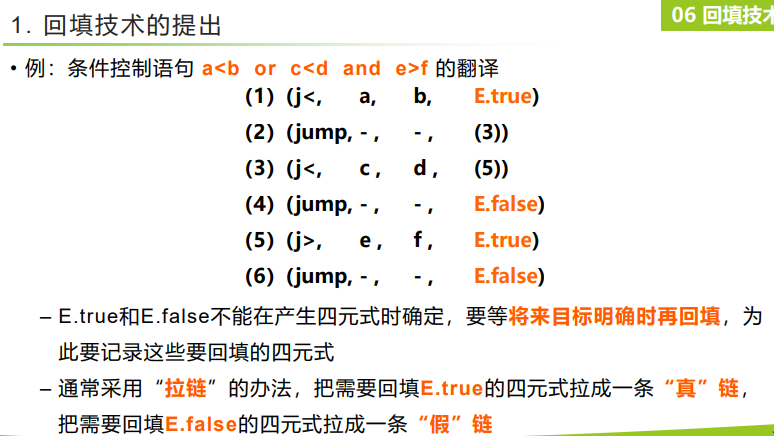 06 回填技术
1. 回填技术的提出
• 例：条件控制语句 a<b or c<d and e>f 的翻译
(1) (j<, a, b, E.true)
(2) (jump, - , - , (3))
(3) (j<, c , d , (5))
(4) (jump, - , - , E.false)
(5) (j>, e , f , E.true)
(6) (jump, - , - , E.false)
– E.true和E.false不能在产生四元式时确定，要等将来目标明确时再回填，为
此要记录这些要回填的四元式
– 通常采用“拉链”的办法，把需要回填E.true的四元式拉成一条“真”链，
把需要回填E.false的四元式拉成一条“假”链